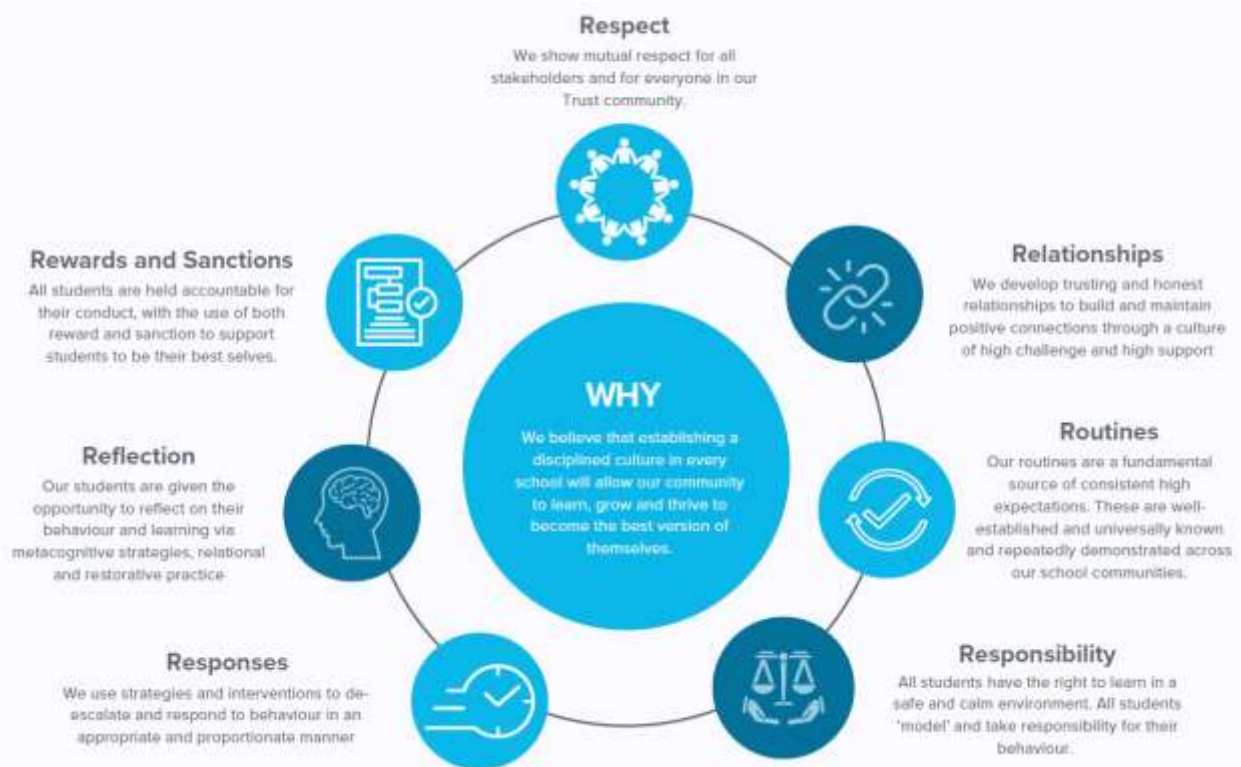 Respect
We show mutual respect for all
stakeholders and for everyone in our
Trust community.
Relationships
We develop trusting and honest
relationships to build and maintain
positive connections through a culture
of high challenge and high support
Routines
Our routines are a fundamental
source of consistent high
expectations. These are well-
established and universally known
and repeatedly demonstrated across
our school communities.
Responsibility
All students have the right to learn in a
safe and calm environment. All students
'model' and take responsibility for their
behaviour.
Responses
We use strategies and interventions to de-
escalate and respond to behaviour in an
appropriate and proportionate manner
Reflection
Our students are given the
opportunity to reflect on their
behaviour and learning via
metacognitive strategies, relational
and restorative practice
Rewards and Sanctions
All students are held accountable for
their conduct, with the use of both
reward and sanction to support
students to be their best selves.
WHY
We believe that establishing a
disciplined culture in every
school will allow our community
to learn, grow and thrive to
become the best version of
themselves.